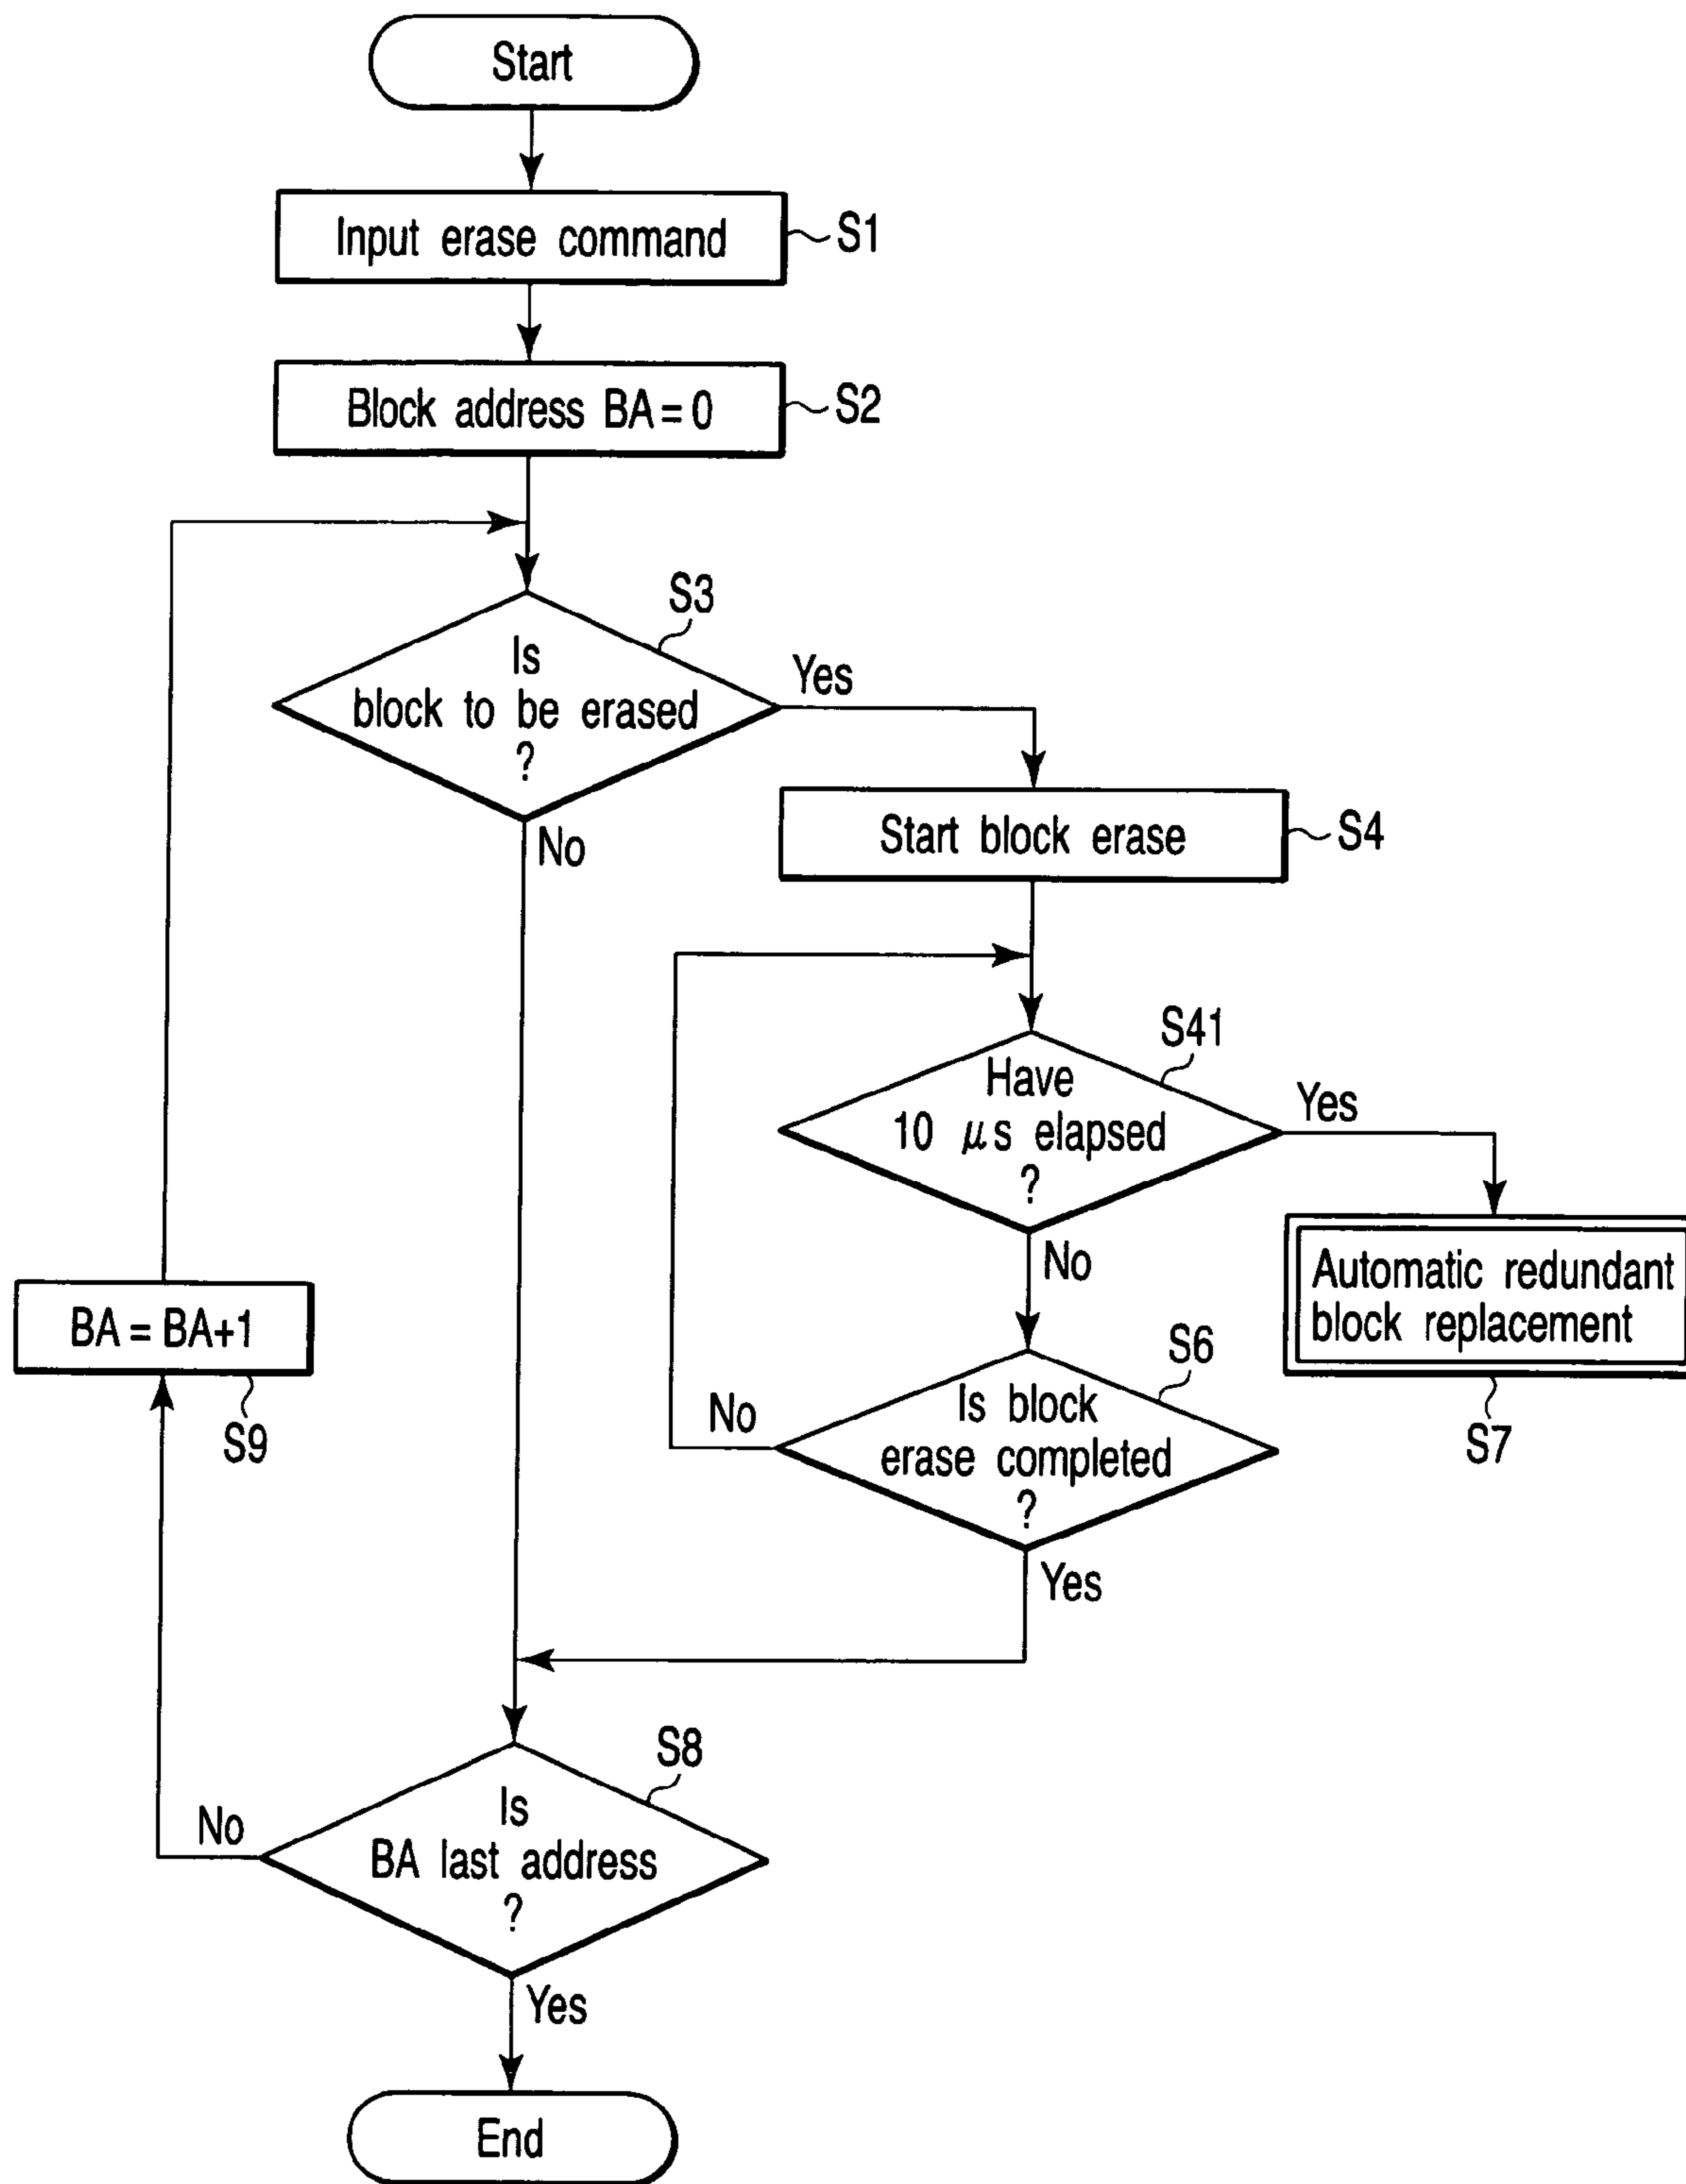 Start
Input erase command
S1
Block address BA = 0
S2
S3
Is
block to be erased
?
Yes
No
Start block erase
S4
S41
Have
10 μs elapsed
?
Yes
No
Automatic redundant
block replacement
S7
BA = BA+1
S9
S6
Is block
erase completed
?
No
Yes
S8
Is
BA last address
?
No
Yes
End